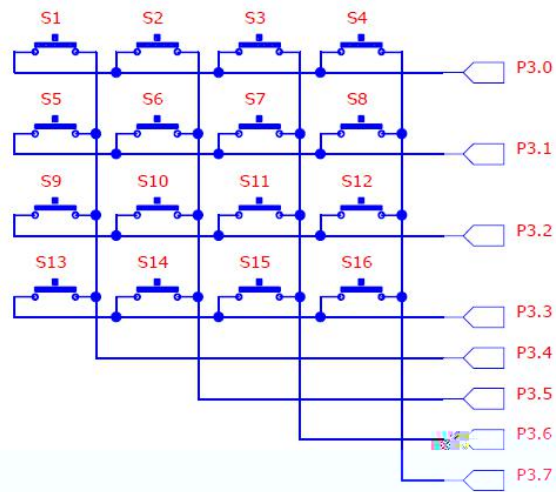 S1 S2 S3 S4
P3.0
S5 S6 S7 S8
P3.1
S9 S10 S11 S12
P3.2
S13 S14 S15 S16
P3.3
P3.4
P3.5
P3.6
P3.7